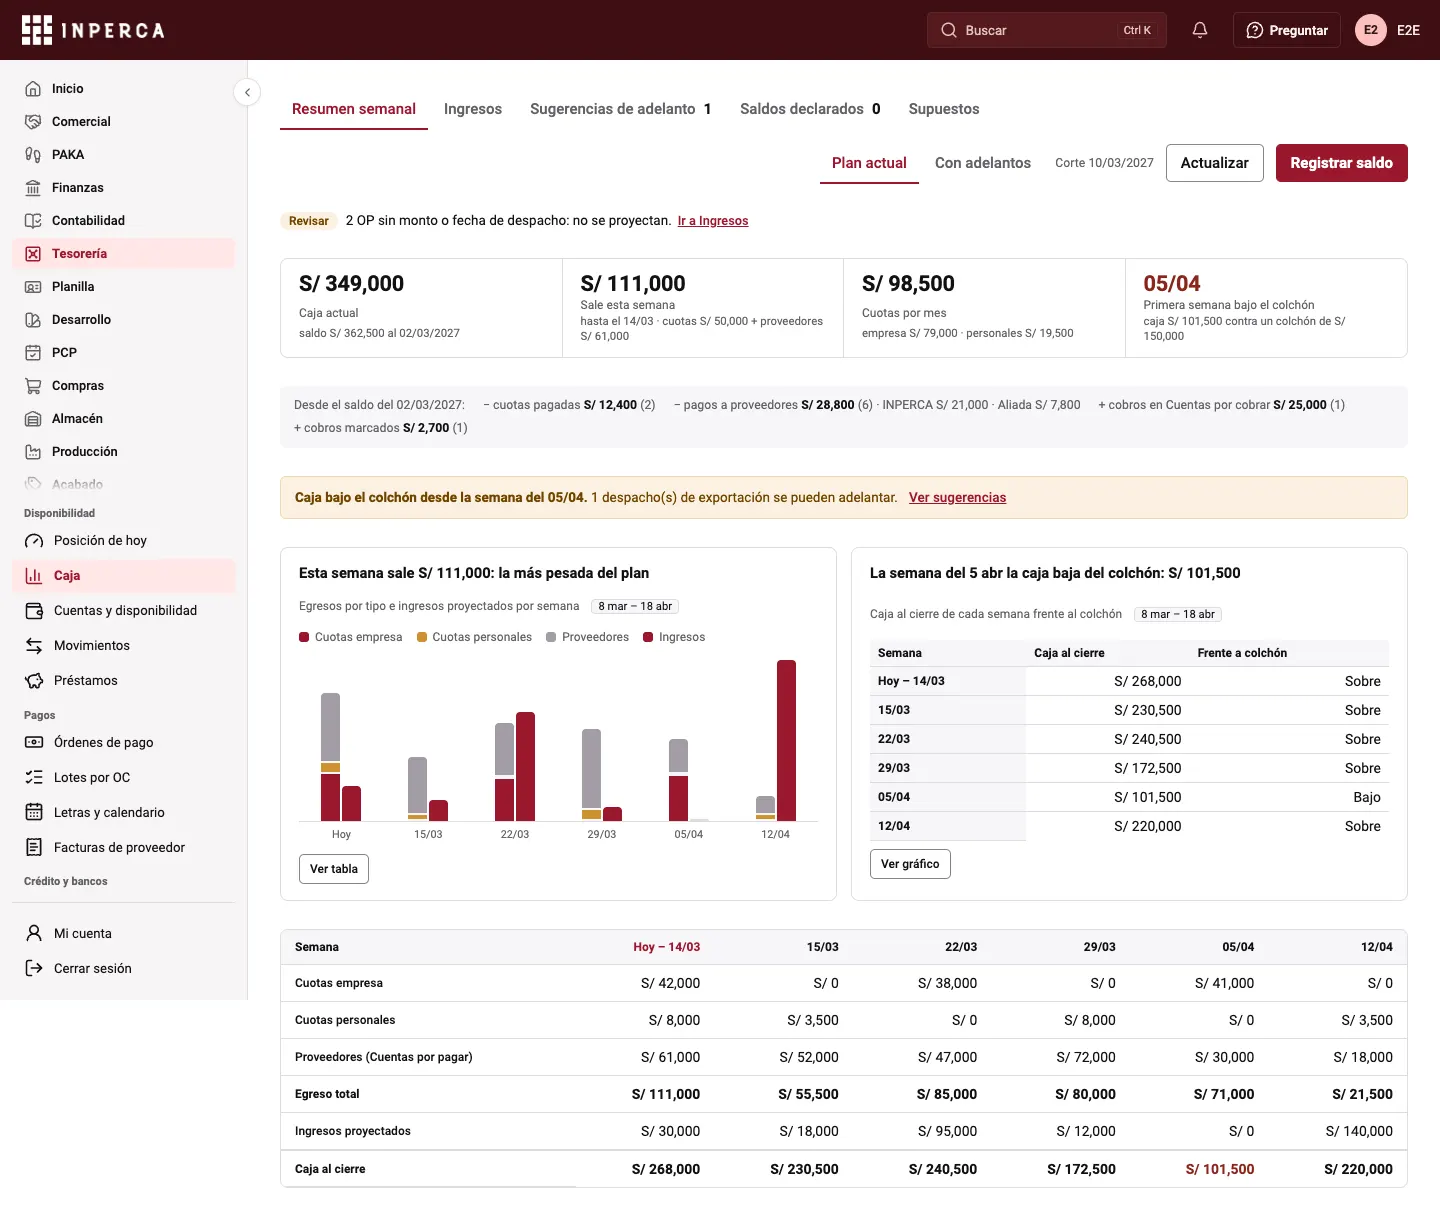 INPERCA
Buscar
Ctrl K
Preguntar
E2
E2E
Inicio
Comercial
PAKA
Finanzas
Contabilidad
Tesorería
Planilla
Desarrollo
PCP
Compras
Almacén
Producción
Acabado
Disponibilidad
Posición de hoy
Caja
Cuentas y disponibilidad
Movimientos
Préstamos
Pagos
Órdenes de pago
Lotes por OC
Letras y calendario
Facturas de proveedor
Crédito y bancos
Mi cuenta
Cerrar sesión
Resumen semanal Ingresos Sugerencias de adelanto 1 Saldos declarados 0 Supuestos
Plan actual Con adelantos Corte 10/03/2027 Actualizar Registrar saldo
Revisar 2 OP sin monto o fecha de despacho: no se proyectan. Ir a Ingresos
S/ 349,000
Caja actual
saldo S/ 362,500 al 02/03/2027
S/ 111,000
Sale esta semana
hasta el 14/03 · cuotas S/ 50,000 + proveedores
S/ 61,000
S/ 98,500
Cuotas por mes
empresa S/ 79,000 · personales S/ 19,500
05/04
Primera semana bajo el colchón
caja S/ 101,500 contra un colchón de S/
150,000
Desde el saldo del 02/03/2027: − cuotas pagadas S/ 12,400 (2) − pagos a proveedores S/ 28,800 (6) · INPERCA S/ 21,000 · Aliada S/ 7,800 + cobros en Cuentas por cobrar S/ 25,000 (1)
+ cobros marcados S/ 2,700 (1)
Caja bajo el colchón desde la semana del 05/04. 1 despacho(s) de exportación se pueden adelantar. Ver sugerencias
Esta semana sale S/ 111,000: la más pesada del plan
Egresos por tipo e ingresos proyectados por semana 8 mar – 18 abr
Cuotas empresa Cuotas personales Proveedores Ingresos
Hoy 15/03 22/03 29/03 05/04 12/04
Ver tabla
La semana del 5 abr la caja baja del colchón: S/ 101,500
Caja al cierre de cada semana frente al colchón 8 mar – 18 abr
Semana Caja al cierre Frente a colchón
Hoy – 14/03 S/ 268,000 Sobre
15/03 S/ 230,500 Sobre
22/03 S/ 240,500 Sobre
29/03 S/ 172,500 Sobre
05/04 S/ 101,500 Bajo
12/04 S/ 220,000 Sobre
Ver gráfico
Semana Hoy – 14/03 15/03 22/03 29/03 05/04 12/04
Cuotas empresa S/ 42,000 S/ 0 S/ 38,000 S/ 0 S/ 41,000 S/ 0
Cuotas personales S/ 8,000 S/ 3,500 S/ 0 S/ 8,000 S/ 0 S/ 3,500
Proveedores (Cuentas por pagar) S/ 61,000 S/ 52,000 S/ 47,000 S/ 72,000 S/ 30,000 S/ 18,000
Egreso total S/ 111,000 S/ 55,500 S/ 85,000 S/ 80,000 S/ 71,000 S/ 21,500
Ingresos proyectados S/ 30,000 S/ 18,000 S/ 95,000 S/ 12,000 S/ 0 S/ 140,000
Caja al cierre S/ 268,000 S/ 230,500 S/ 240,500 S/ 172,500 S/ 101,500 S/ 220,000